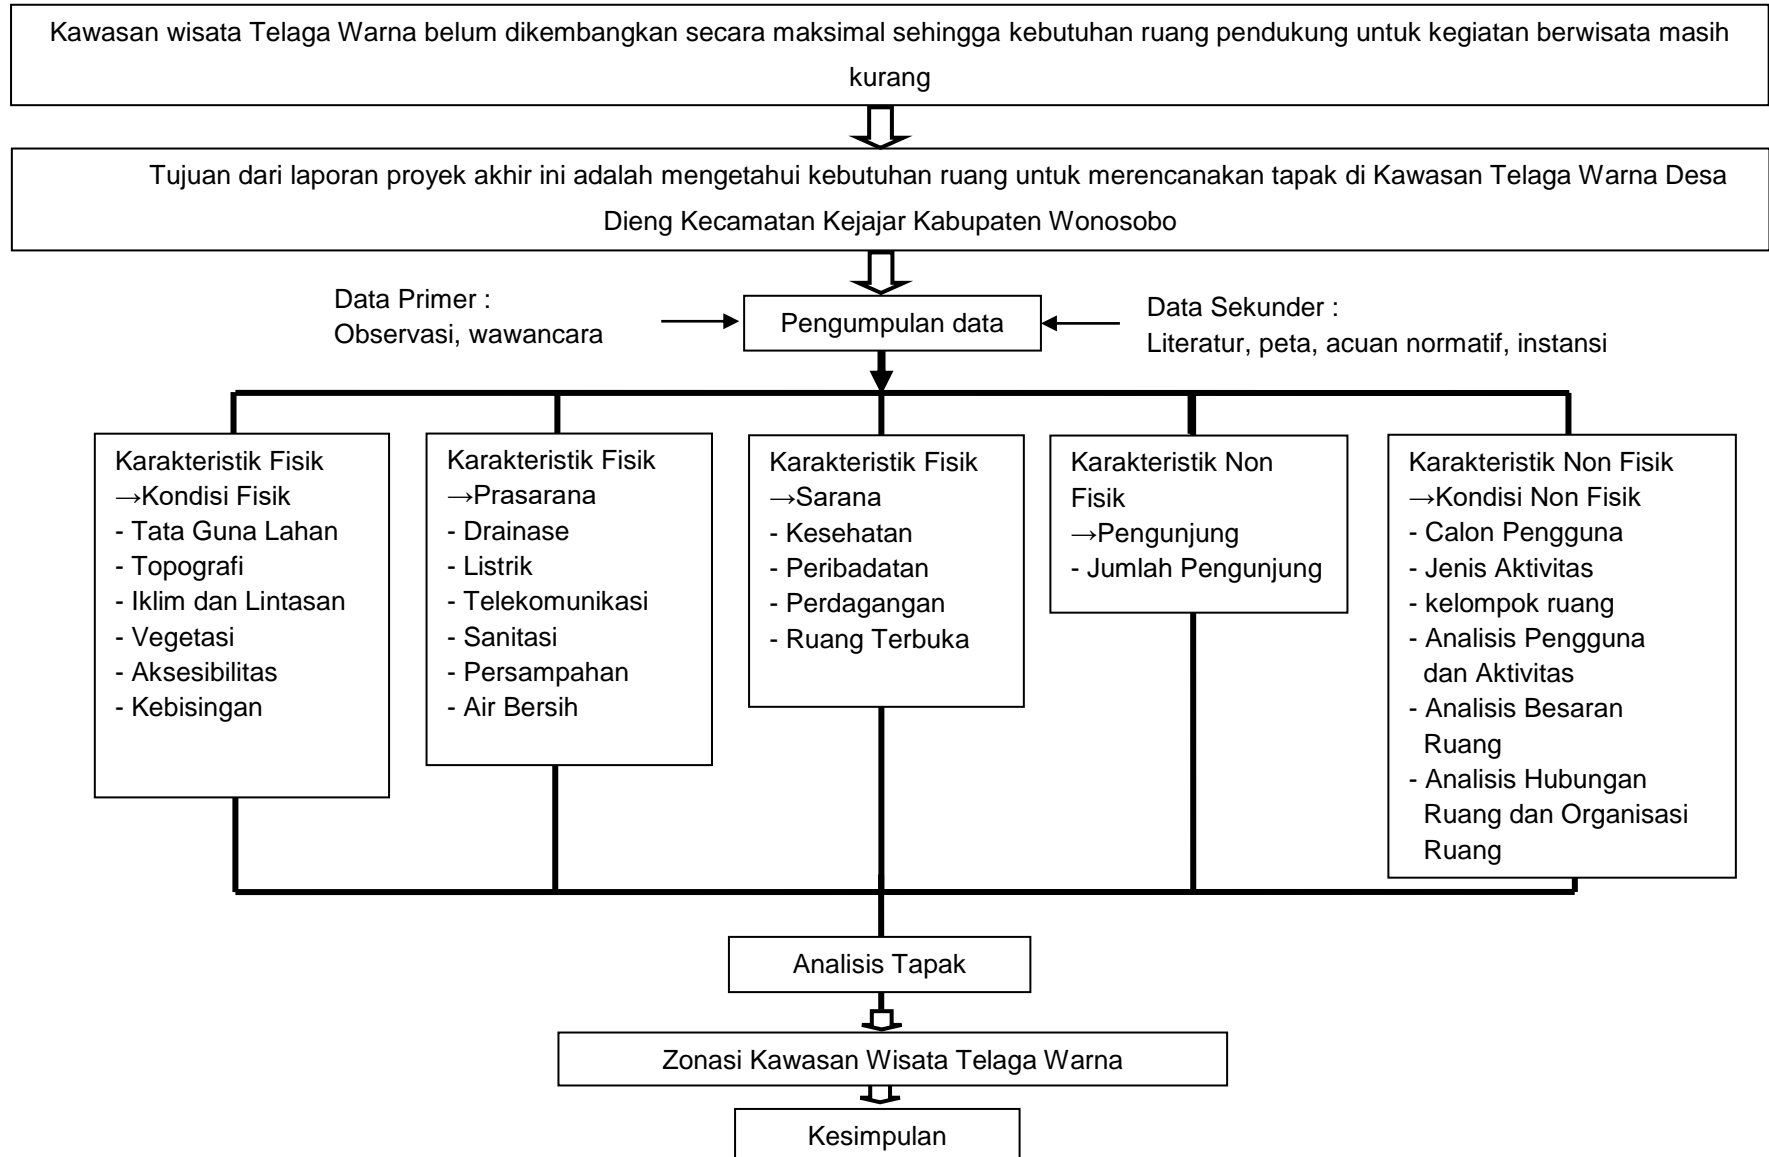 Kawasan wisata Telaga Warna belum dikembangkan secara maksimal sehingga kebutuhan ruang pendukung untuk kegiatan berwisata masih
kurang
Tujuan dari laporan proyek akhir ini adalah mengetahui kebutuhan ruang untuk merencanakan tapak di Kawasan Telaga Warna Desa
Dieng Kecamatan Kejajar Kabupaten Wonosobo
Data Primer :
Observasi, wawancara
Pengumpulan data
Data Sekunder :
Literatur, peta, acuan normatif, instansi
Karakteristik Fisik
→Kondisi Fisik
- Tata Guna Lahan
- Topografi
- Iklim dan Lintasan
- Vegetasi
- Aksesibilitas
- Kebisingan
Karakteristik Fisik
→Prasarana
- Drainase
- Listrik
- Telekomunikasi
- Sanitasi
- Persampahan
- Air Bersih
Karakteristik Fisik
→Sarana
- Kesehatan
- Peribadatan
- Perdagangan
- Ruang Terbuka
Karakteristik Non
Fisik
→Pengunjung
- Jumlah Pengunjung
Karakteristik Non Fisik
→Kondisi Non Fisik
- Calon Pengguna
- Jenis Aktivitas
- kelompok ruang
- Analisis Pengguna
dan Aktivitas
- Analisis Besaran
Ruang
- Analisis Hubungan
Ruang dan Organisasi
Ruang
Analisis Tapak
Zonasi Kawasan Wisata Telaga Warna
Kesimpulan